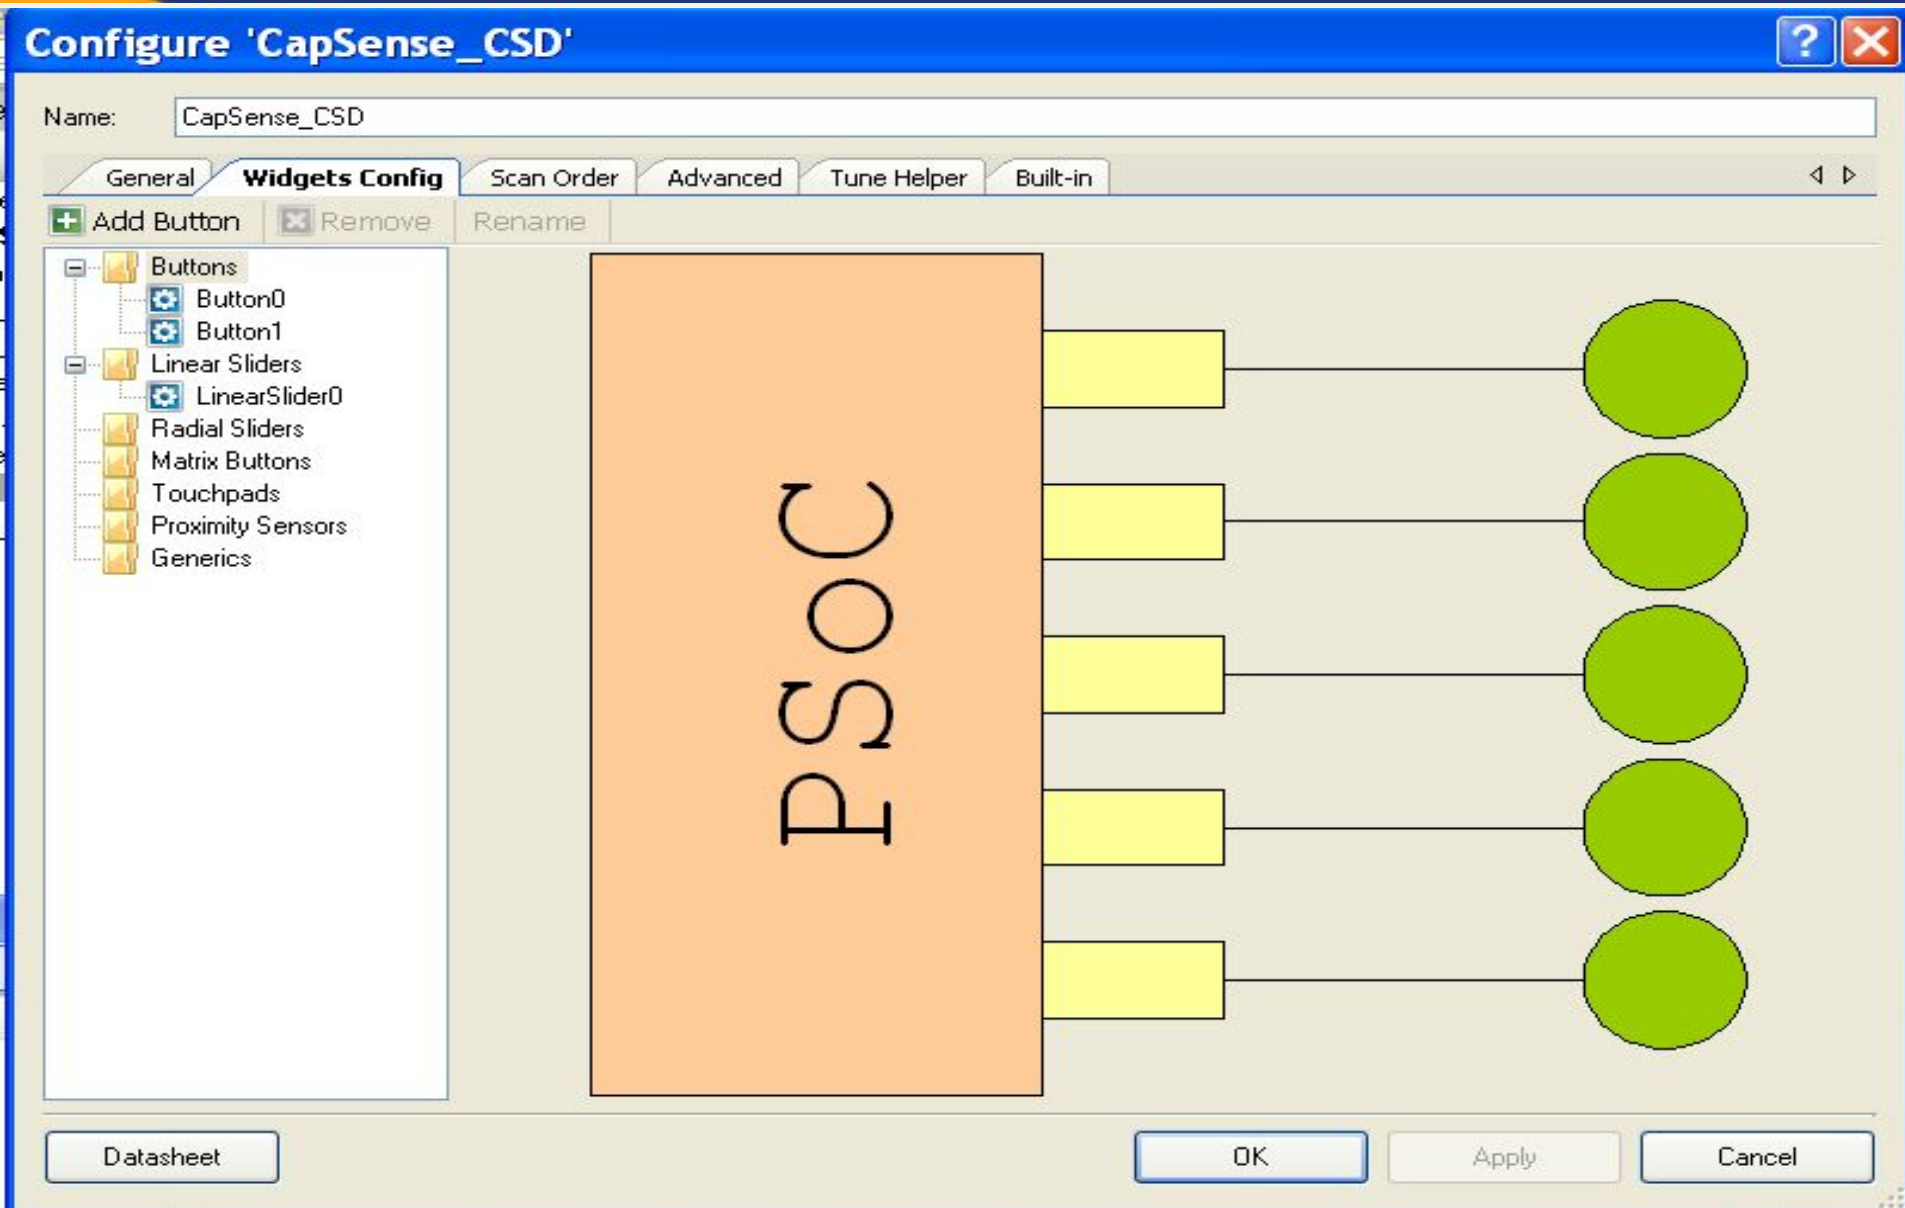 Configure 'CapSense_CSD'
Name: CapSense_CSD
General Widgets Config Scan Order Advanced Tune Helper Built-in
Add Button Remove Rename
Buttons
Button0
Button1
Linear Sliders
LinearSlider0
Radial Sliders
Matrix Buttons
Touchpads
Proximity Sensors
Generics
PSoC
Datasheet OK Apply Cancel